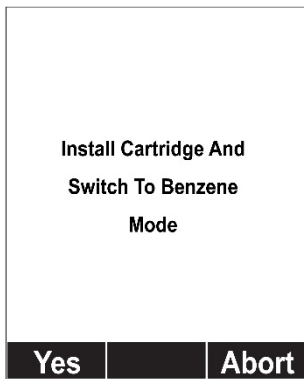 Install Cartridge And
Switch To Benzene
Mode
Yes Abort